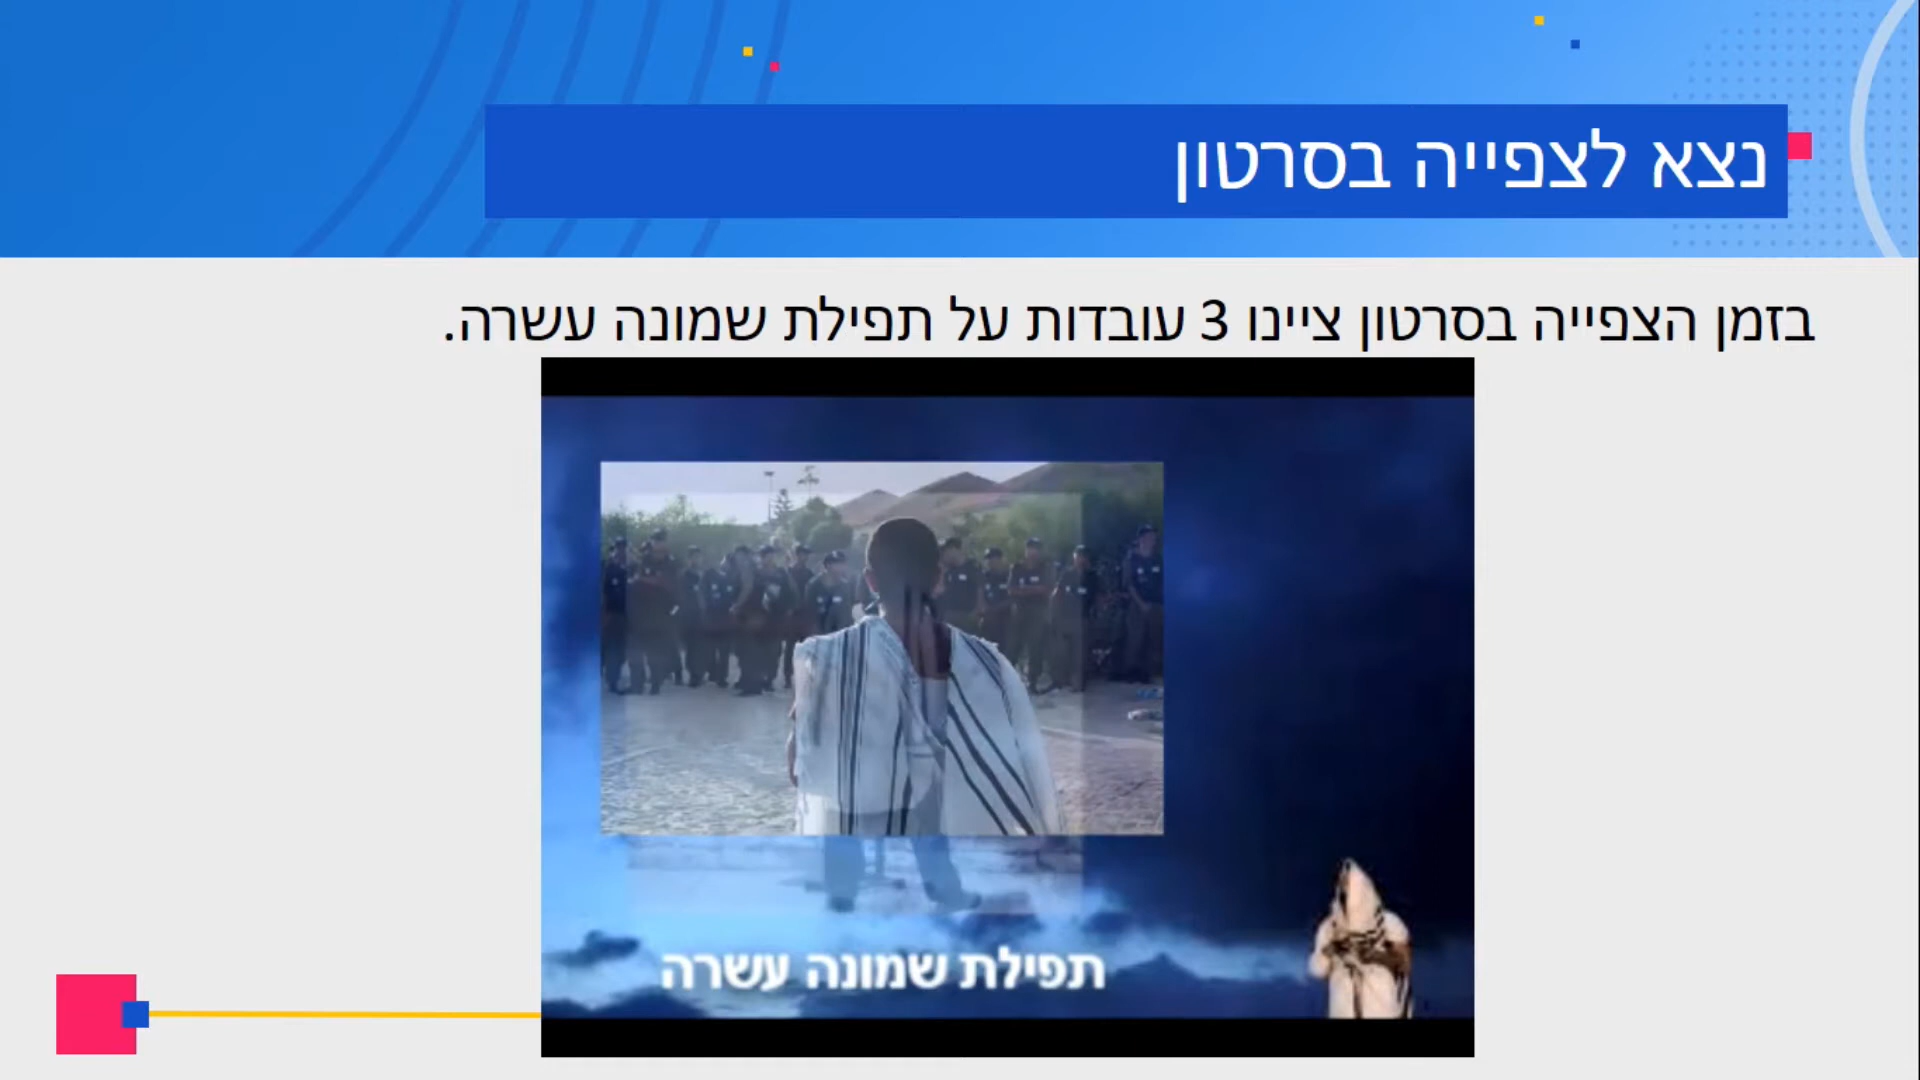 נצא לצפייה בסרטון
בזמן הצפייה בסרטון ציינו 3 עובדות על תפילת שמונה עשרה.
תפילת שמונה עשרה